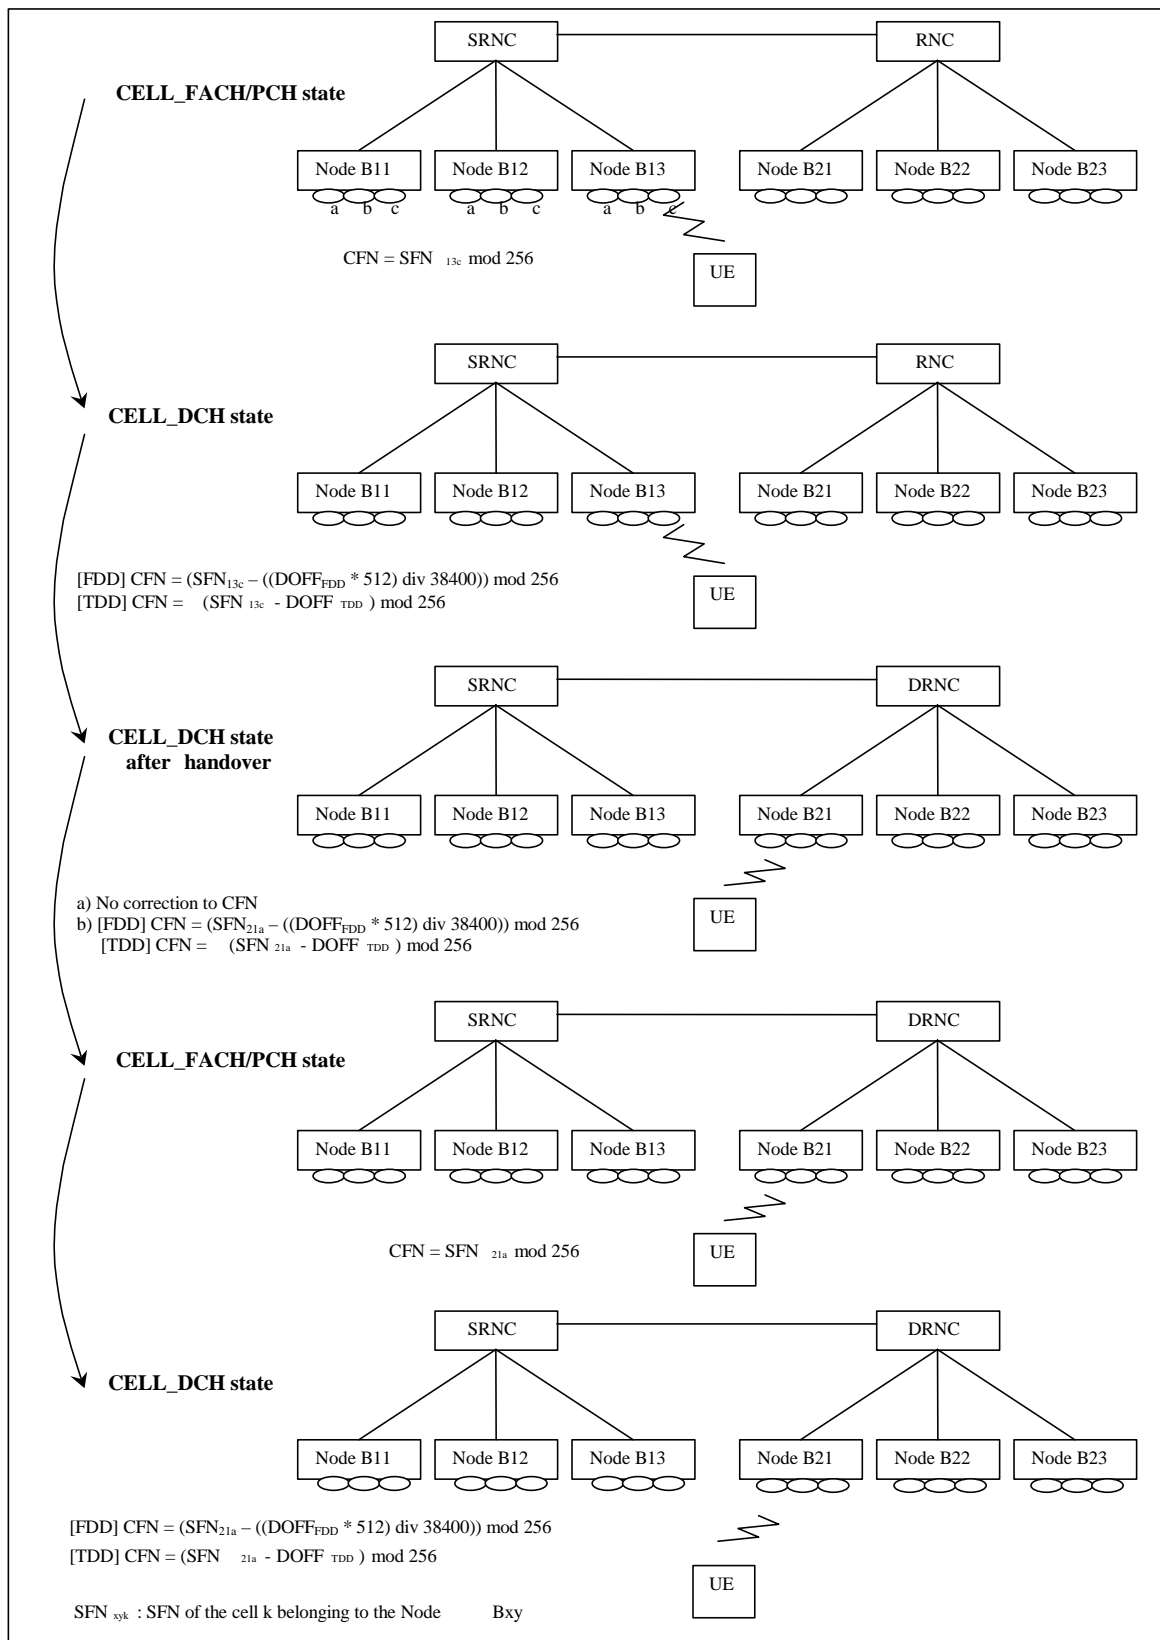 SRNC RNC
CELL_FACH/PCH state
Node B11 Node B12 Node B13 Node B21 Node B22 Node B23
a b c a b c a b c
CFN = SFN 13c mod 256
UE
SRNC RNC
CELL_DCH state
Node B11 Node B12 Node B13 Node B21 Node B22 Node B23
[FDD] CFN = (SFN13c – ((DOFFFDD * 512) div 38400)) mod 256
[TDD] CFN = (SFN 13c - DOFF TDD ) mod 256
UE
SRNC DRNC
CELL_DCH state
after handover
Node B11 Node B12 Node B13 Node B21 Node B22 Node B23
a) No correction to CFN
b) [FDD] CFN = (SFN21a – ((DOFFFDD * 512) div 38400)) mod 256
[TDD] CFN = (SFN 21a - DOFF TDD ) mod 256
UE
SRNC DRNC
CELL_FACH/PCH state
Node B11 Node B12 Node B13 Node B21 Node B22 Node B23
CFN = SFN 21a mod 256
UE
SRNC DRNC
CELL_DCH state
Node B11 Node B12 Node B13 Node B21 Node B22 Node B23
[FDD] CFN = (SFN21a – ((DOFFFDD * 512) div 38400)) mod 256
[TDD] CFN = (SFN 21a - DOFF TDD ) mod 256
UE
SFN xyk : SFN of the cell k belonging to the Node Bxy